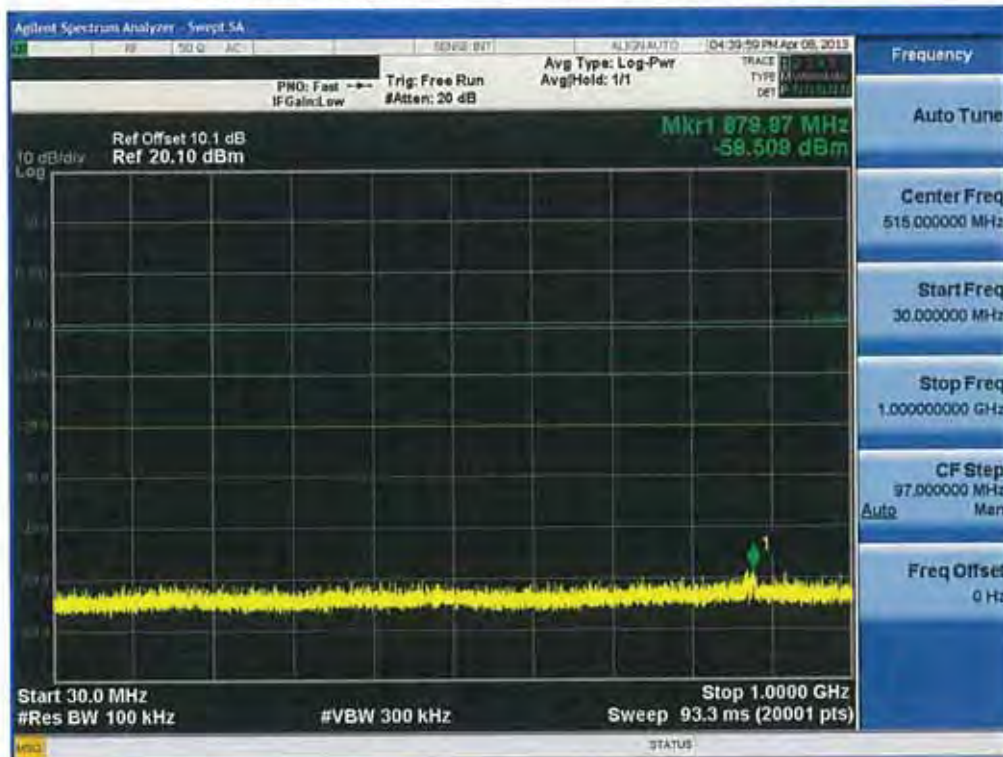 Agilent Spectrum Analyzer - Swept SA
RF 50 Ω AC SENSE:INT ALIGN AUTO 04:39:59 PM Apr 08, 2013
PNO: Fast
IFGain:Low
Trig: Free Run
#Atten: 20 dB
Avg Type: Log-Pwr
Avg|Hold: 1/1
TRACE
TYPE
DET
Mkr1 879.87 MHz
-59.509 dBm
Ref Offset 10.1 dB
10 dB/div Ref 20.10 dBm
Log
1
Start 30.0 MHz
Stop 1.0000 GHz
#Res BW 100 kHz
#VBW 300 kHz
Sweep 93.3 ms (20001 pts)
MSG
STATUS
Frequency
Auto Tune
Center Freq
515.000000 MHz
Start Freq
30.000000 MHz
Stop Freq
1.000000000 GHz
CF Step
97.000000 MHz
Auto Man
Freq Offset
0 Hz